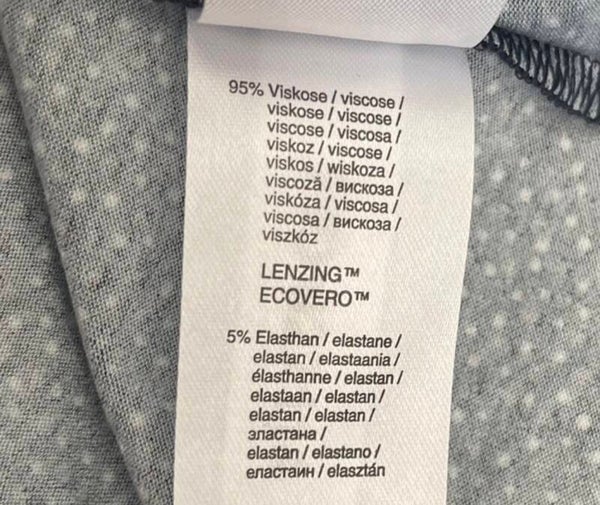 95% Viskose / viscose /
viskose / viscose /
viscose / viscosa /
viskoz / viscose /
viskos / wiskoza /
viscoză / вискоза /
viskóza / viscosa /
viscosa / вискоза /
viszkóz
LENZING™
ECOVERO™
5% Elasthan / elastane /
elastan / elastaania /
élasthanne / elastan /
elastaan / elastan /
elastan / elastan /
эластана /
elastan / elastano /
еластаин / elasztán